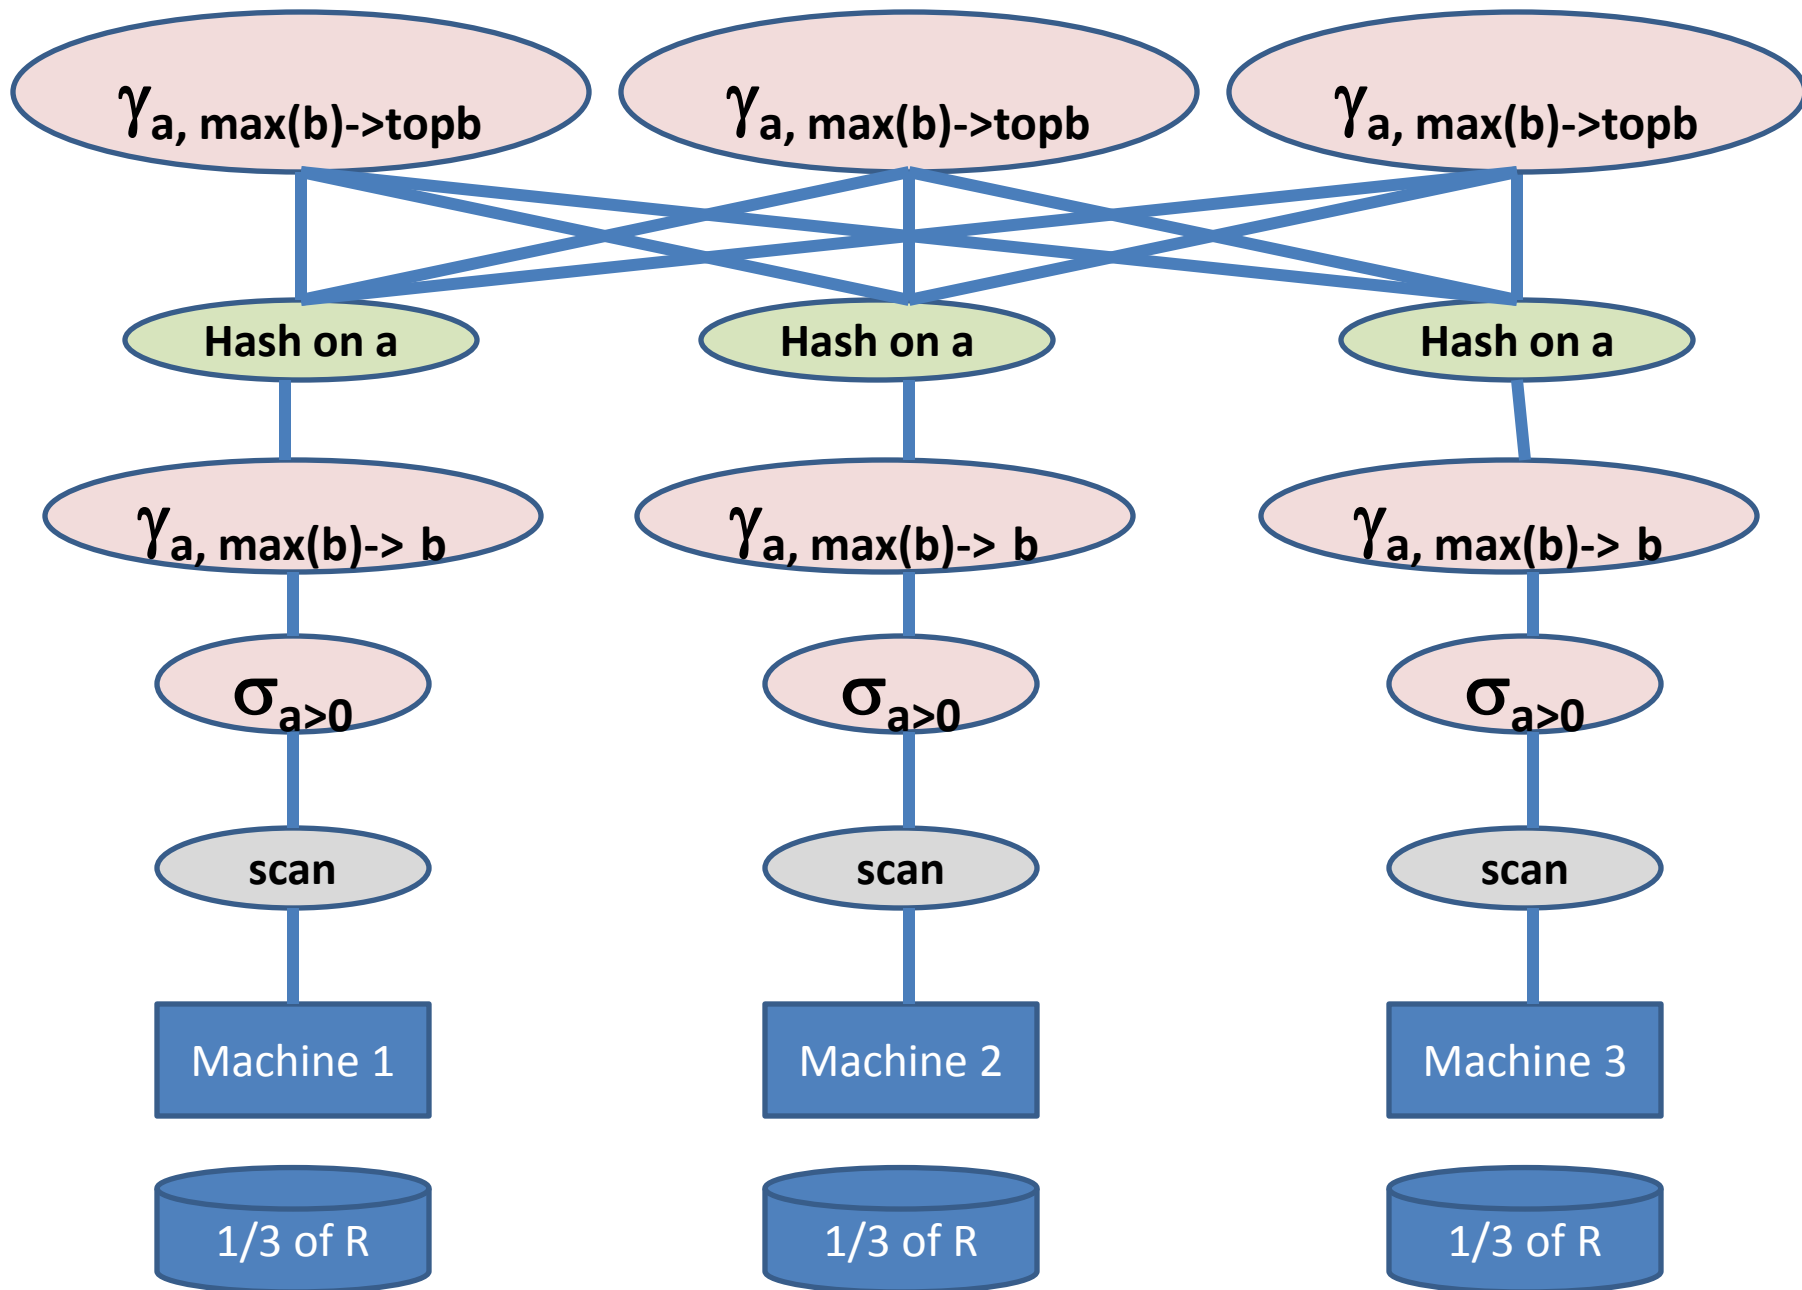 γa, max(b)->topb γa, max(b)->topb γa, max(b)->topb
Hash on a Hash on a Hash on a
γa, max(b)-> b γa, max(b)-> b γa, max(b)-> b
σa>0 σa>0 σa>0
scan scan scan
Machine 1 Machine 2 Machine 3
1/3 of R 1/3 of R 1/3 of R